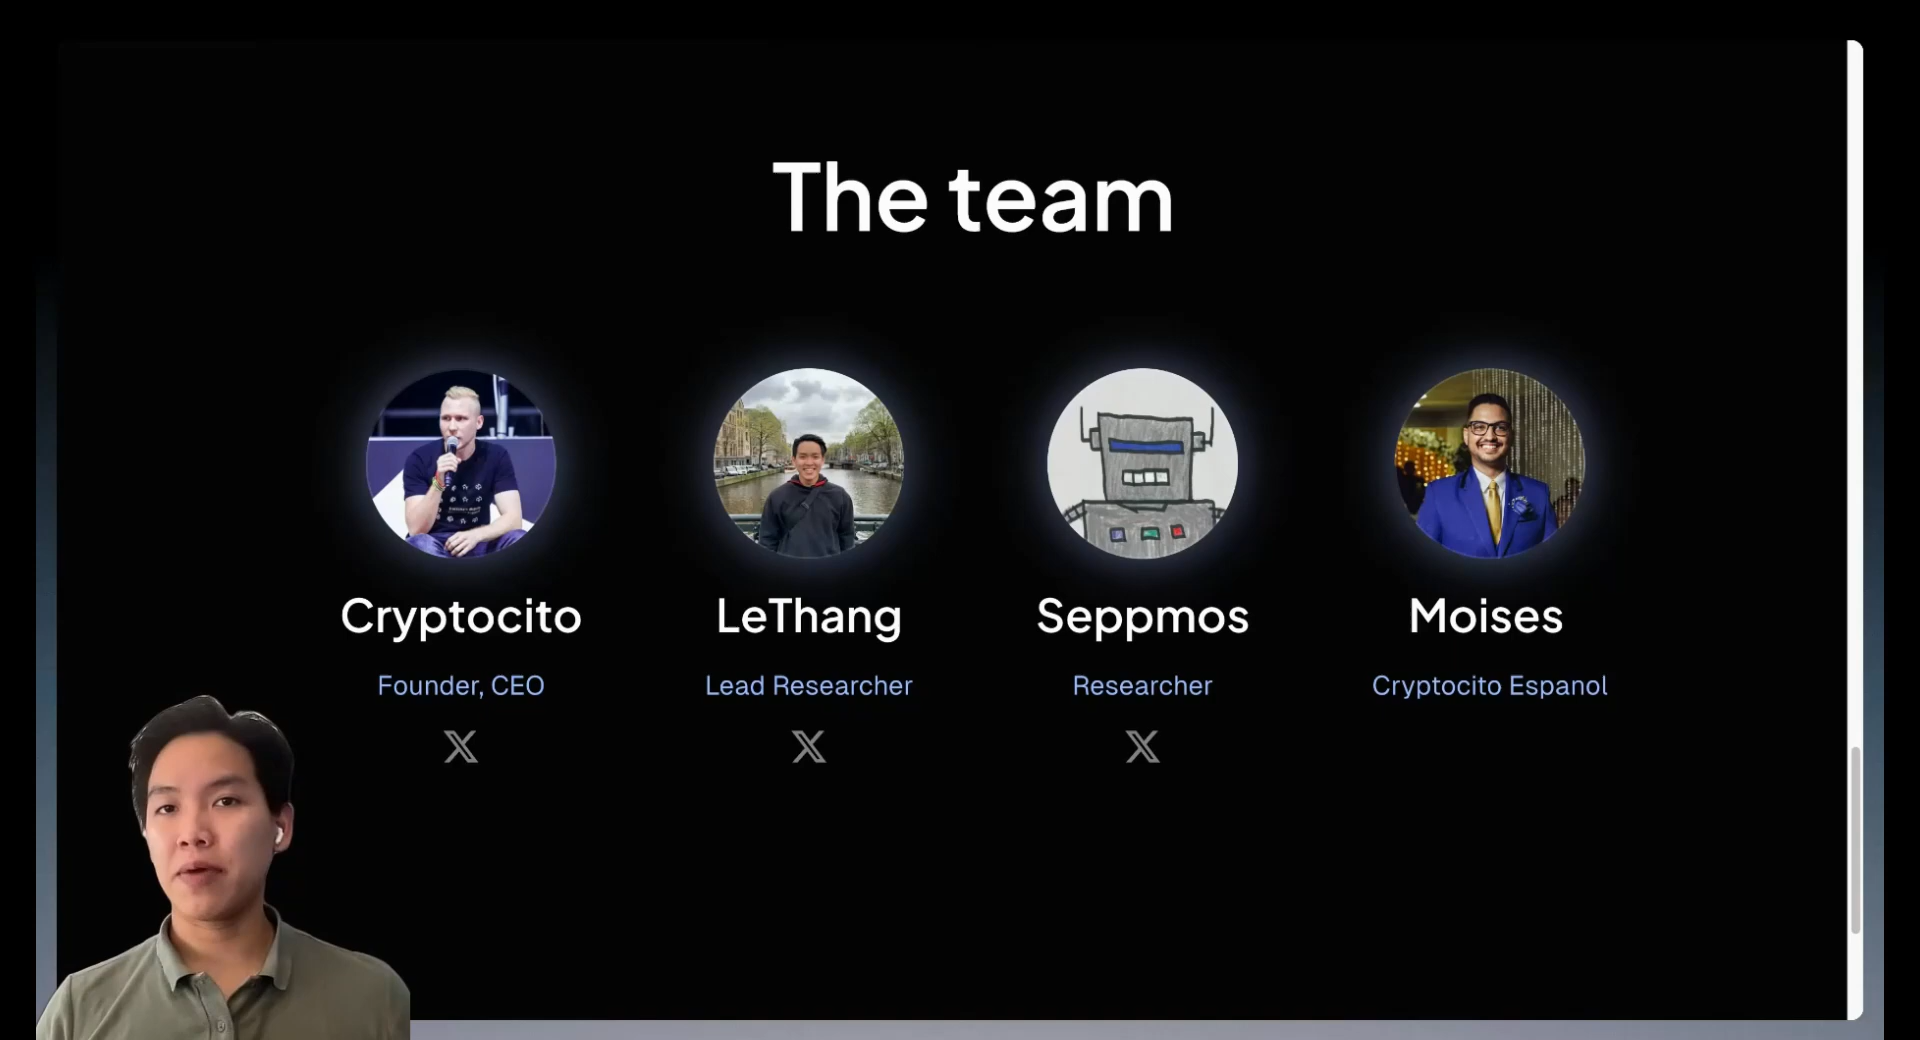 The team
Cryptocito
LeThang
Seppmos
Moises
Founder, CEO
Lead Researcher
Researcher
Cryptocito Espanol